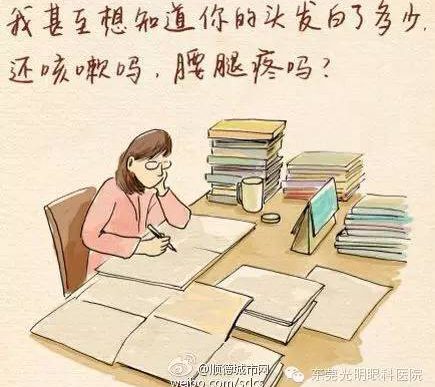 我甚至想知道你的头发白了多少,
还咳嗽吗，腰腿疼吗？
@顺德城市网
weibo.com/sdcs
东莞光明眼科医院